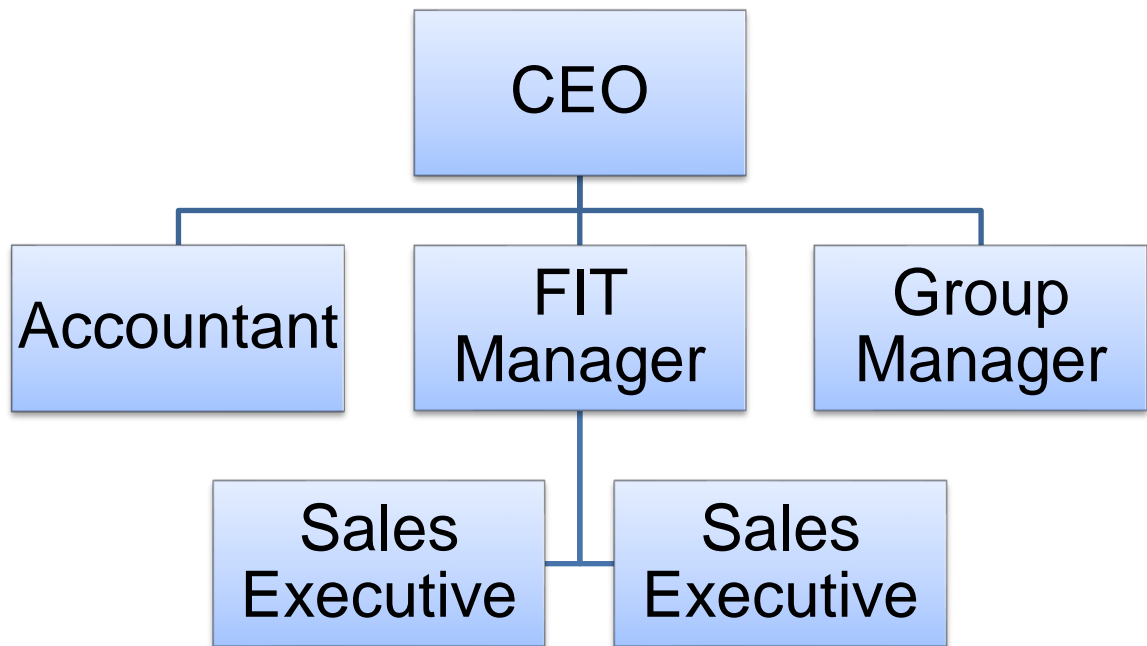 CEO
Accountant
FIT
Manager
Group
Manager
Sales
Executive
Sales
Executive